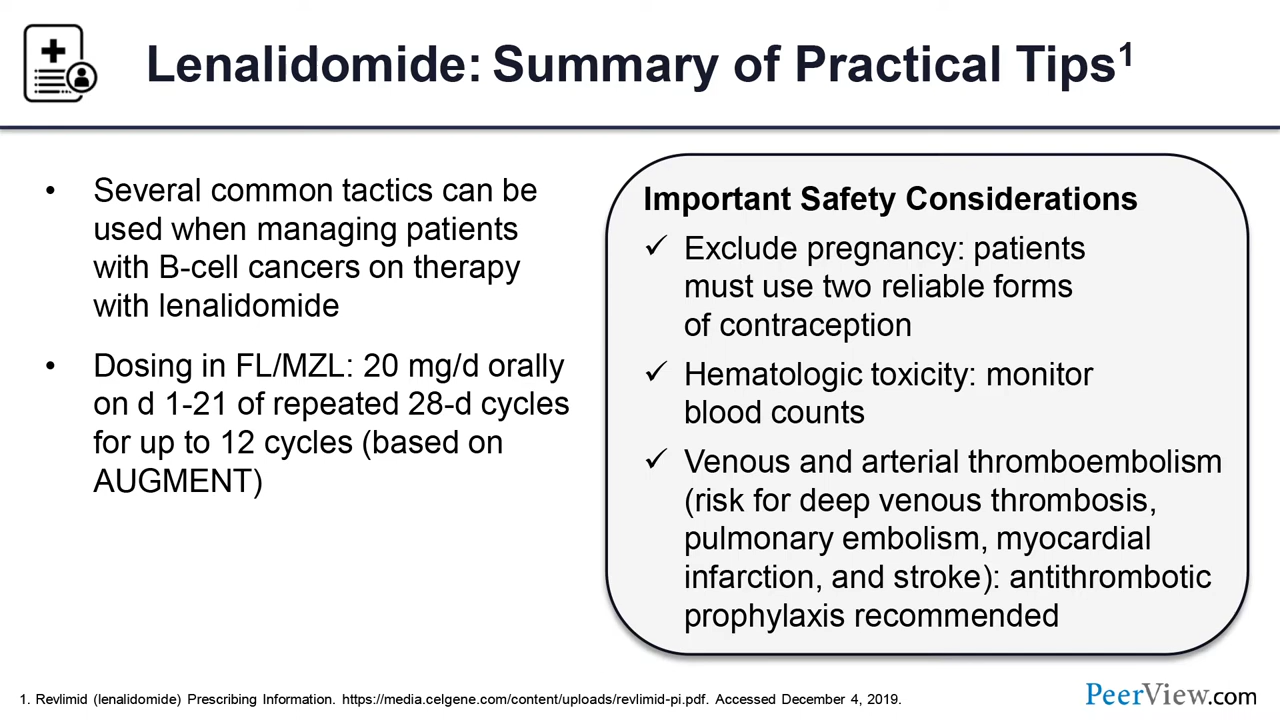 Lenalidomide: Summary of Practical Tips1
• Several common tactics can be
used when managing patients
with B-cell cancers on therapy
with lenalidomide
• Dosing in FL/MZL: 20 mg/d orally
on d 1-21 of repeated 28-d cycles
for up to 12 cycles (based on
AUGMENT)
Important Safety Considerations
✓ Exclude pregnancy: patients
must use two reliable forms
of contraception
✓ Hematologic toxicity: monitor
blood counts
✓ Venous and arterial thromboembolism
(risk for deep venous thrombosis,
pulmonary embolism, myocardial
infarction, and stroke): antithrombotic
prophylaxis recommended
1. Revlimid (lenalidomide) Prescribing Information. https://media.celgene.com/content/uploads/revlimid-pi.pdf. Accessed December 4, 2019.
PeerView.com